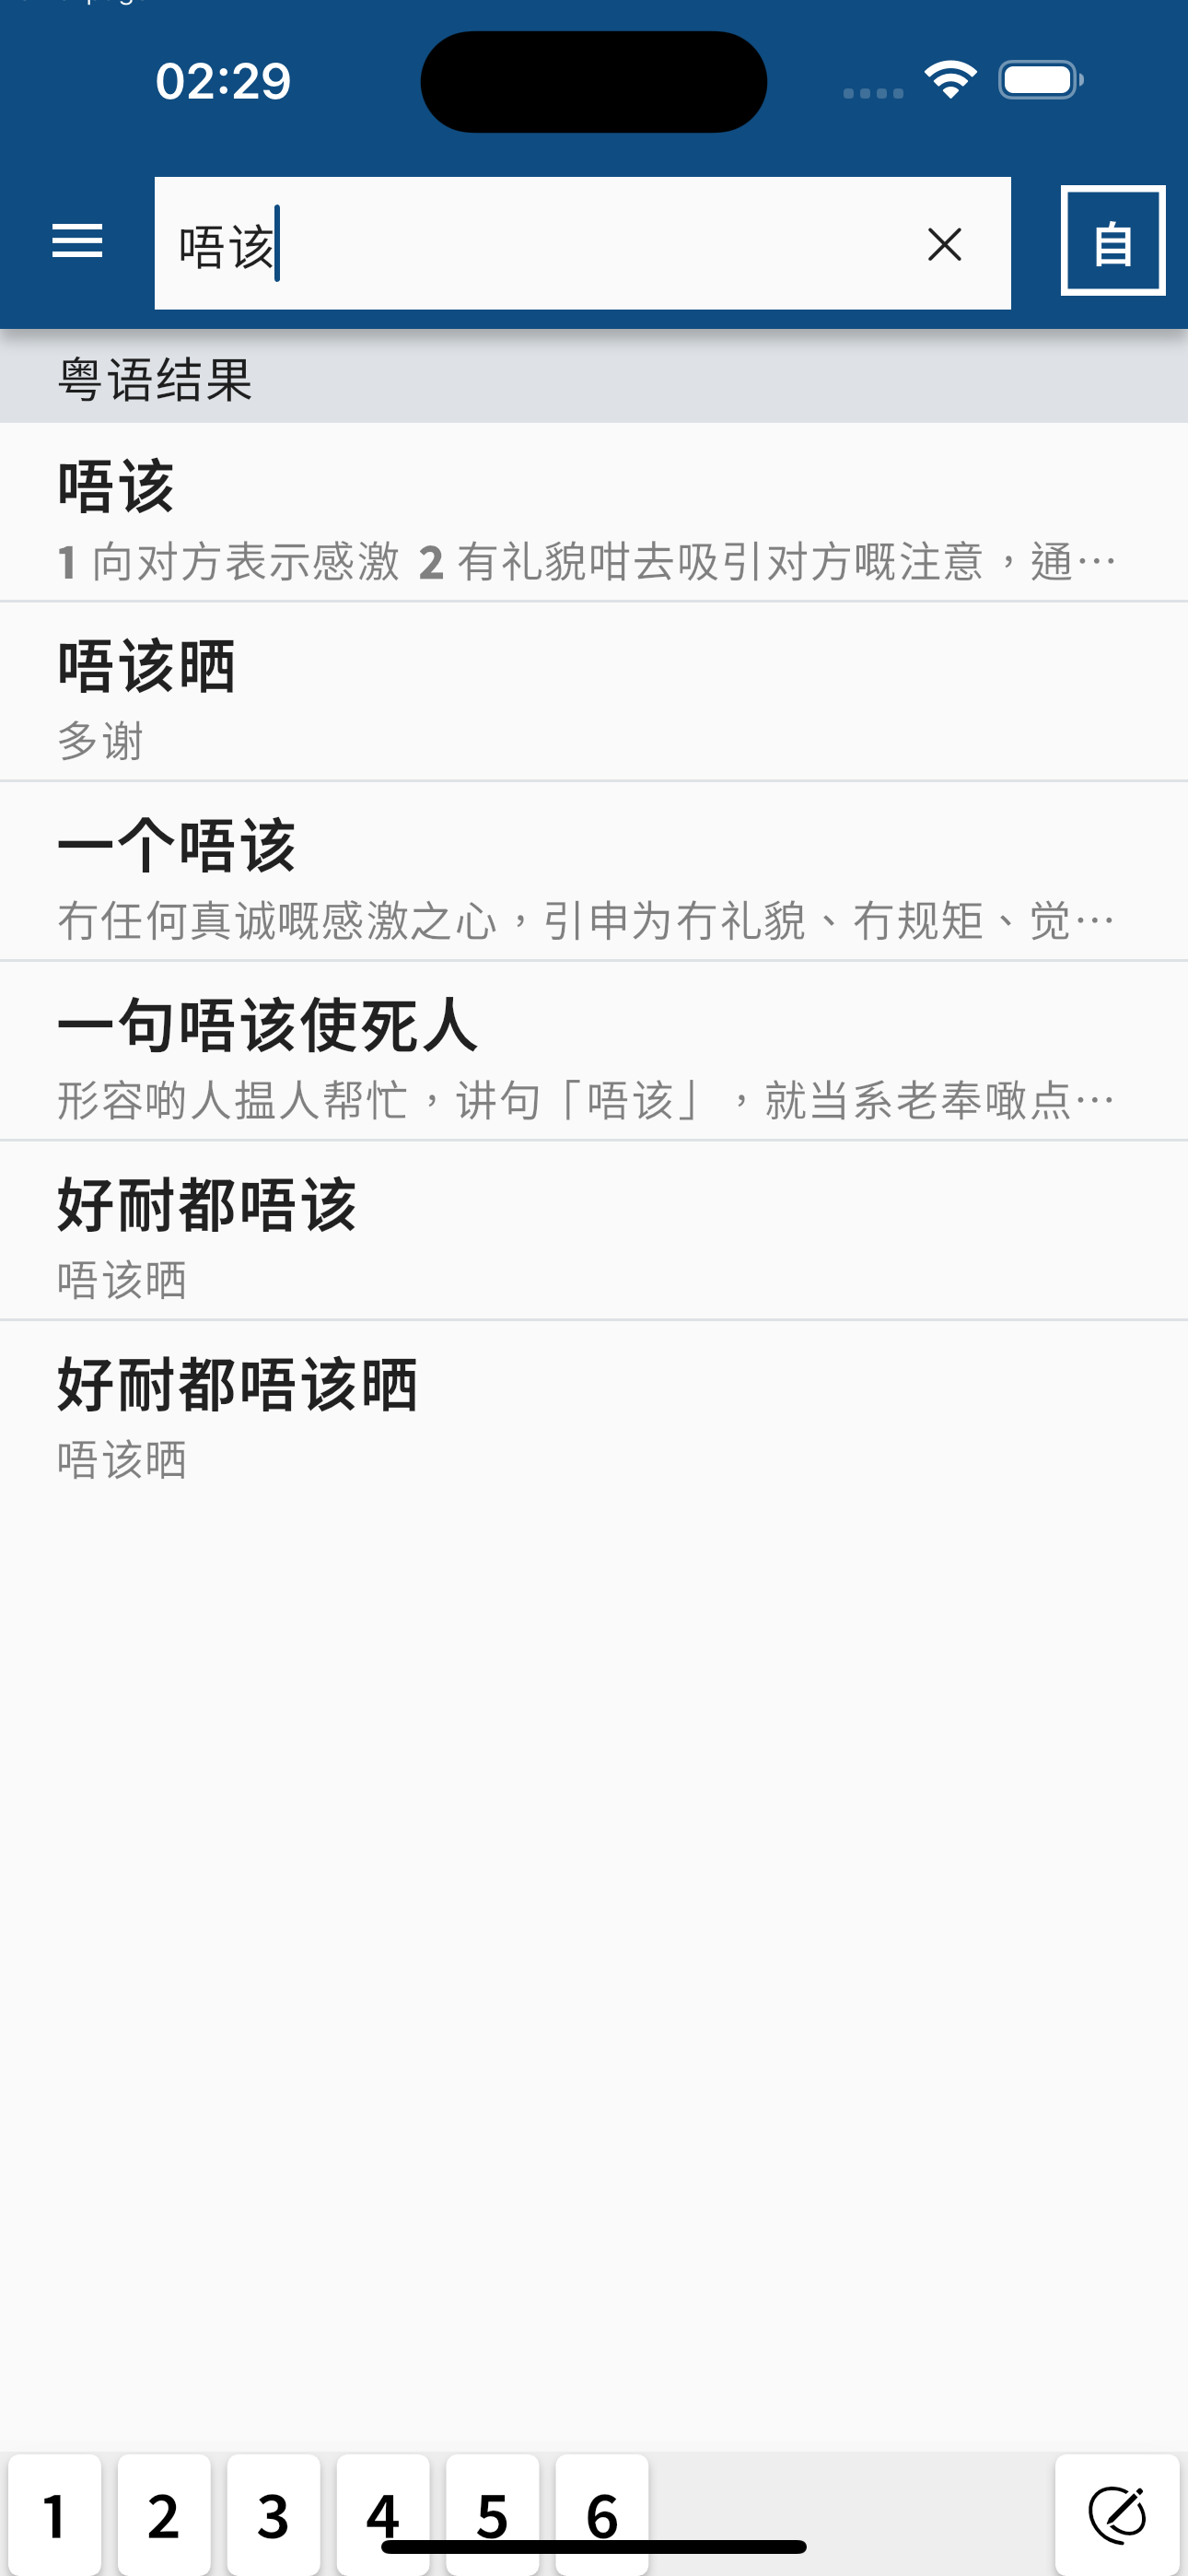 02:29
唔该
自
粤语结果
唔该
1 向对方表示感激 2 有礼貌咁去吸引对方嘅注意，通…
唔该晒
多谢
一个唔该
冇任何真诚嘅感激之心，引申为冇礼貌、冇规矩、觉…
一句唔该使死人
形容啲人揾人帮忙，讲句「唔该」，就当系老奉噉点…
好耐都唔该
唔该晒
好耐都唔该晒
唔该晒
1 2 3 4 5 6